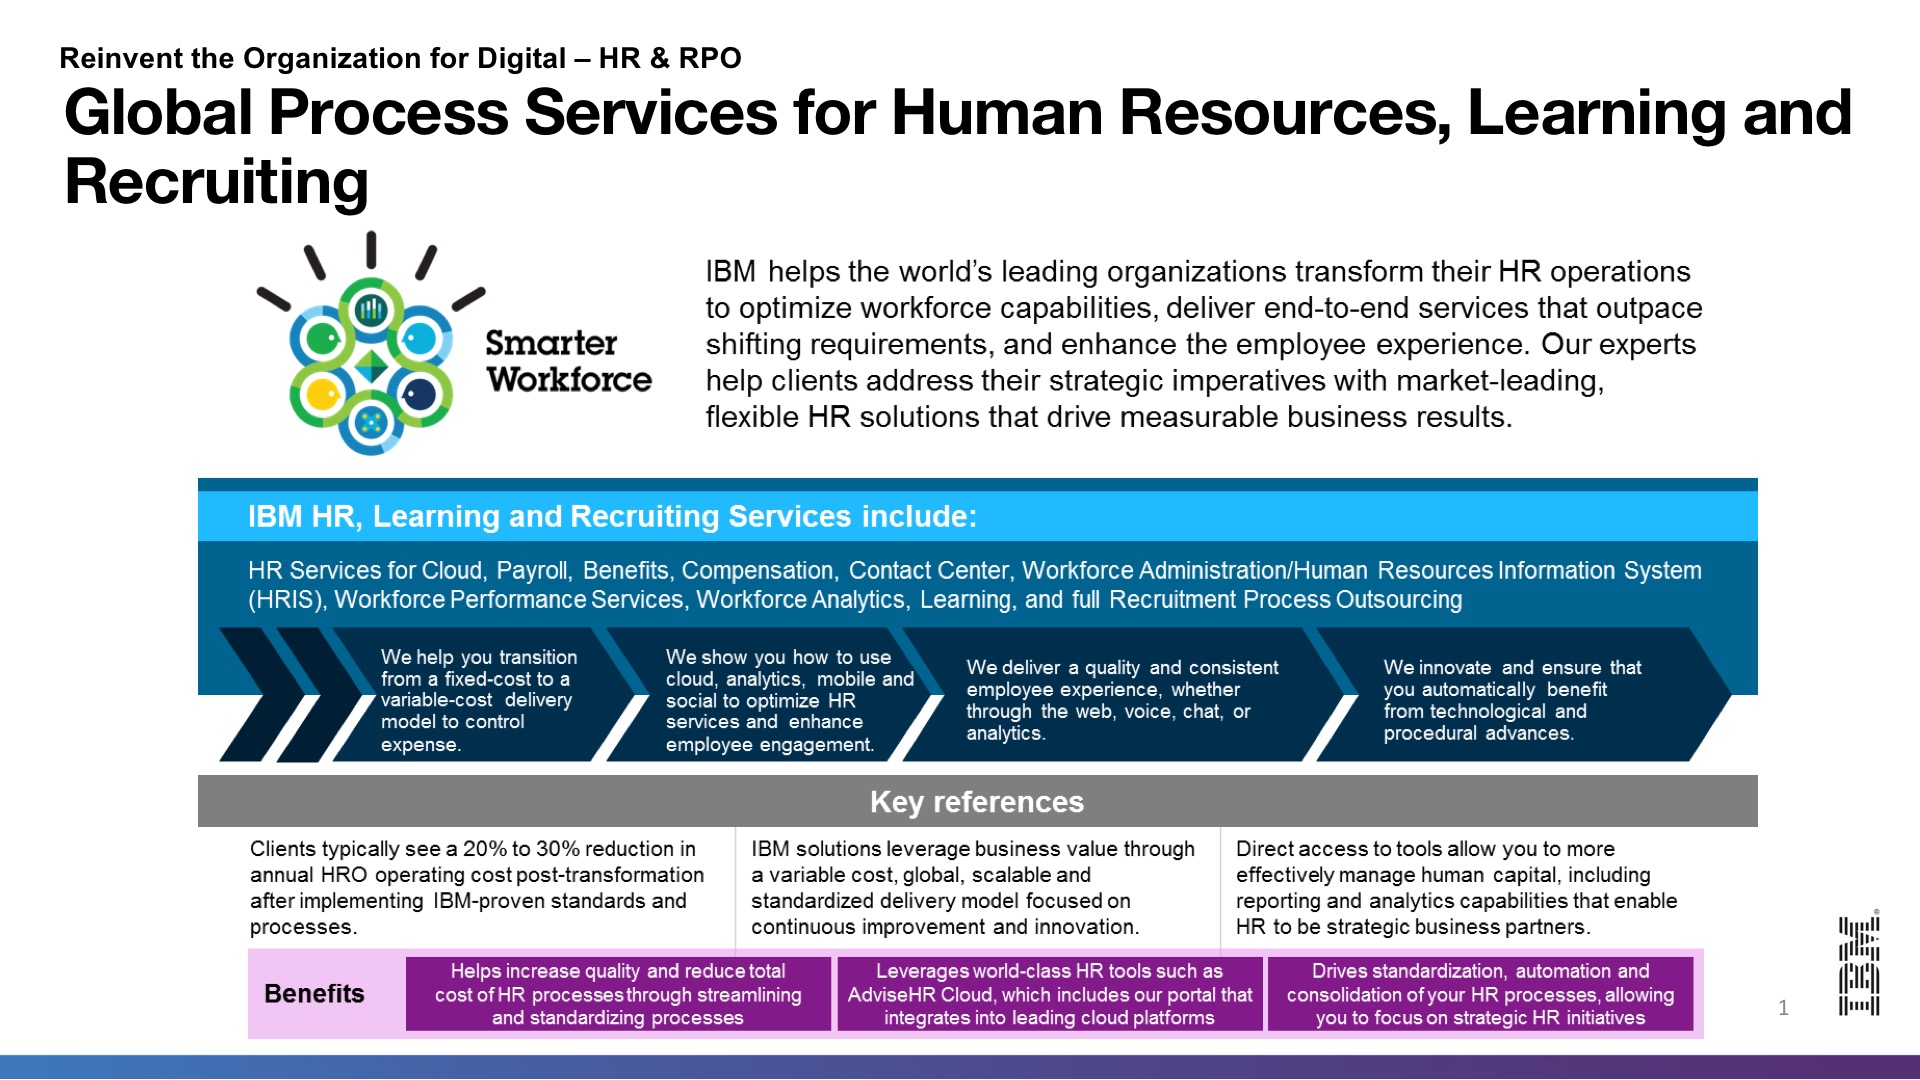 Reinvent the Organization for Digital – HR & RPO
Global Process Services for Human Resources, Learning and
Recruiting
Smarter
Workforce
IBM helps the world’s leading organizations transform their HR operations
to optimize workforce capabilities, deliver end-to-end services that outpace
shifting requirements, and enhance the employee experience. Our experts
help clients address their strategic imperatives with market-leading,
flexible HR solutions that drive measurable business results.
IBM HR, Learning and Recruiting Services include:
HR Services for Cloud, Payroll, Benefits, Compensation, Contact Center, Workforce Administration/Human Resources Information System
(HRIS), Workforce Performance Services, Workforce Analytics, Learning, and full Recruitment Process Outsourcing
We help you transition
from a fixed-cost to a
variable-cost delivery
model to control
expense.
We show you how to use
cloud, analytics, mobile and
social to optimize HR
services and enhance
employee engagement.
We deliver a quality and consistent
employee experience, whether
through the web, voice, chat, or
analytics.
We innovate and ensure that
you automatically benefit
from technological and
procedural advances.
Key references
Clients typically see a 20% to 30% reduction in
annual HRO operating cost post-transformation
after implementing IBM-proven standards and
processes.
IBM solutions leverage business value through
a variable cost, global, scalable and
standardized delivery model focused on
continuous improvement and innovation.
Direct access to tools allow you to more
effectively manage human capital, including
reporting and analytics capabilities that enable
HR to be strategic business partners.
Benefits
Helps increase quality and reduce total
cost of HR processes through streamlining
and standardizing processes
Leverages world-class HR tools such as
AdviseHR Cloud, which includes our portal that
integrates into leading cloud platforms
Drives standardization, automation and
consolidation of your HR processes, allowing
you to focus on strategic HR initiatives
1
IBM®